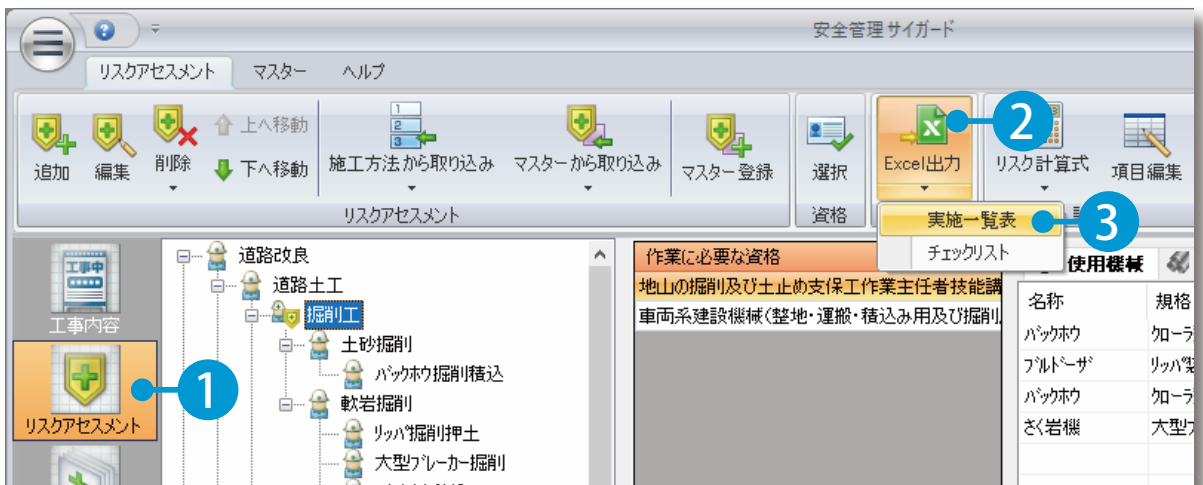 安全管理 サイガード
リスクアセスメント マスター ヘルプ
追加 編集 削除 上へ移動 下へ移動 施工方法から取り込み マスターから取り込み マスター登録 選択 Excel出力 2 リスク計算式 項目編集
1
2
3
リスクアセスメント 資格
実施一覧表 3
チェックリスト
工事中
工事内容
リスクアセスメント 1
道路改良
道路土工
掘削工
土砂掘削
バックホウ掘削積込
軟岩掘削
リッパ掘削押土
大型ブレーカー掘削
作業に必要な資格
地山の掘削及び土止め支保工作業主任者技能講
車両系建設機械(整地・運搬・積込み用及び掘削
使用機械
名称 規格
バックホウ クローラ
ブルドーザ リッパ
バックホウ クローラ
さく岩機 大型